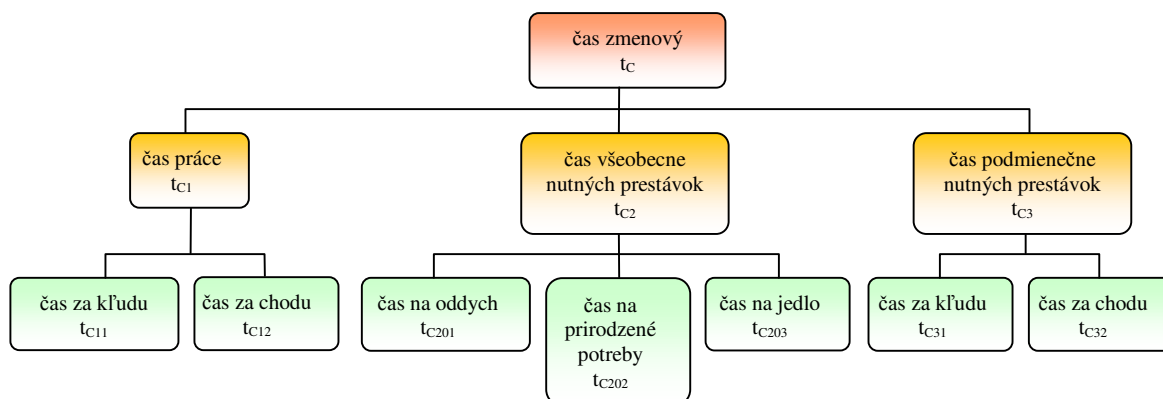 čas zmenový
tC
čas práce
tC1
čas všeobecne
nutných prestávok
tC2
čas podmienečne
nutných prestávok
tC3
čas za kľudu
tC11
čas za chodu
tC12
čas na oddych
tC201
čas na
prirodzené
potreby
tC202
čas na jedlo
tC203
čas za kľudu
tC31
čas za chodu
tC32